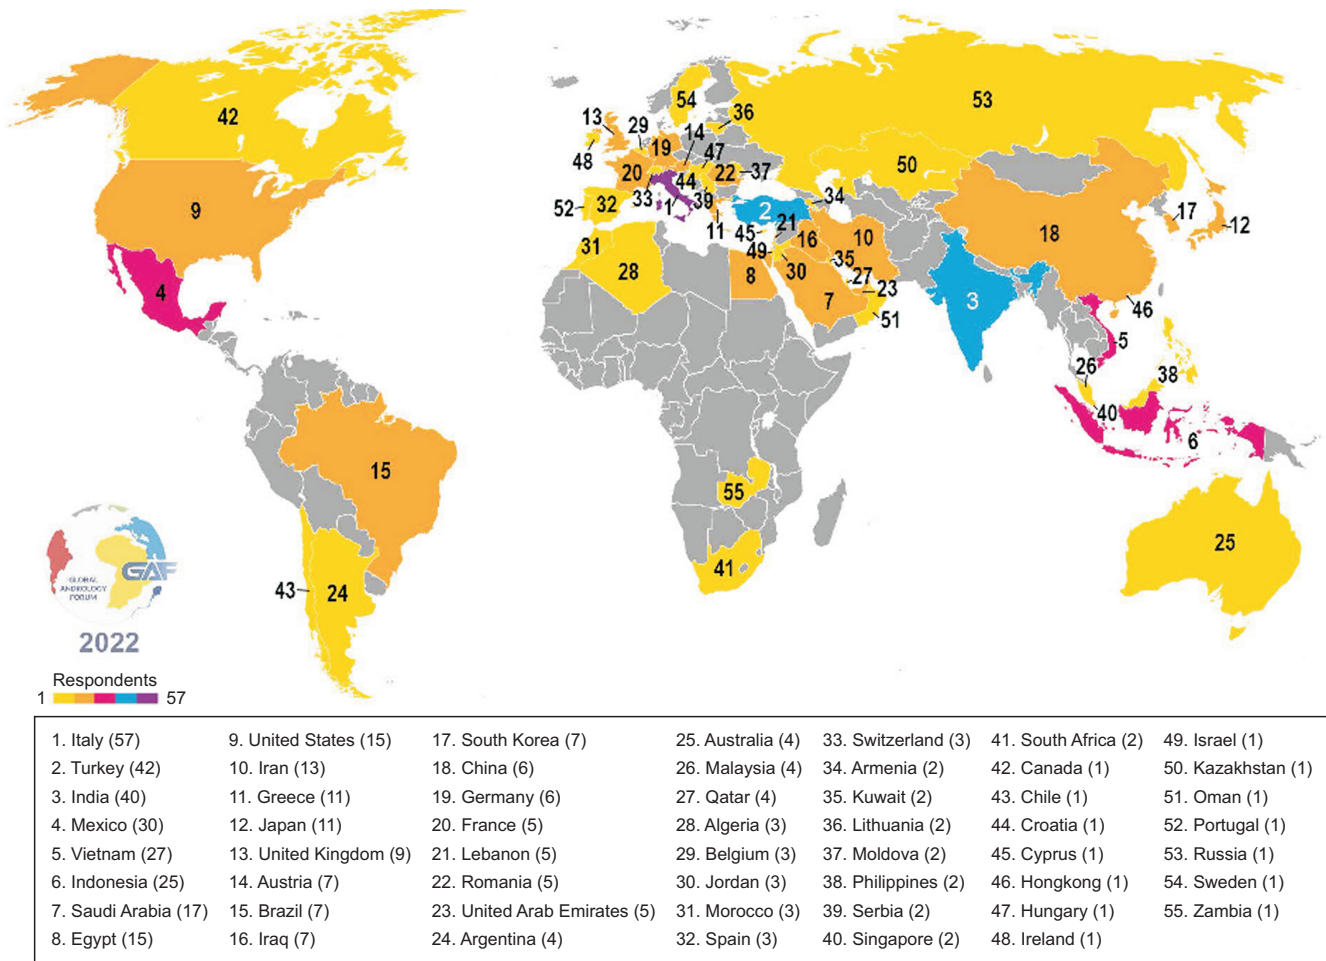 42
53
54
36
13
29
14
19
47
48
50
20
22
37
44
33
39
52
32
1
2
34
17
9
11
45
21
12
31
16
10
18
49
35
28
30
27
8
23
4
7
3
46
51
5
26
38
40
6
15
55
25
41
43
24
GLOBAL
ANDROLOGY
FORUM
GAF
2022
Respondents
1 57
1. Italy (57)
2. Turkey (42)
3. India (40)
4. Mexico (30)
5. Vietnam (27)
6. Indonesia (25)
7. Saudi Arabia (17)
8. Egypt (15)
9. United States (15)
10. Iran (13)
11. Greece (11)
12. Japan (11)
13. United Kingdom (9)
14. Austria (7)
15. Brazil (7)
16. Iraq (7)
17. South Korea (7)
18. China (6)
19. Germany (6)
20. France (5)
21. Lebanon (5)
22. Romania (5)
23. United Arab Emirates (5)
24. Argentina (4)
25. Australia (4)
26. Malaysia (4)
27. Qatar (4)
28. Algeria (3)
29. Belgium (3)
30. Jordan (3)
31. Morocco (3)
32. Spain (3)
33. Switzerland (3)
34. Armenia (2)
35. Kuwait (2)
36. Lithuania (2)
37. Moldova (2)
38. Philippines (2)
39. Serbia (2)
40. Singapore (2)
41. South Africa (2)
42. Canada (1)
43. Chile (1)
44. Croatia (1)
45. Cyprus (1)
46. Hongkong (1)
47. Hungary (1)
48. Ireland (1)
49. Israel (1)
50. Kazakhstan (1)
51. Oman (1)
52. Portugal (1)
53. Russia (1)
54. Sweden (1)
55. Zambia (1)